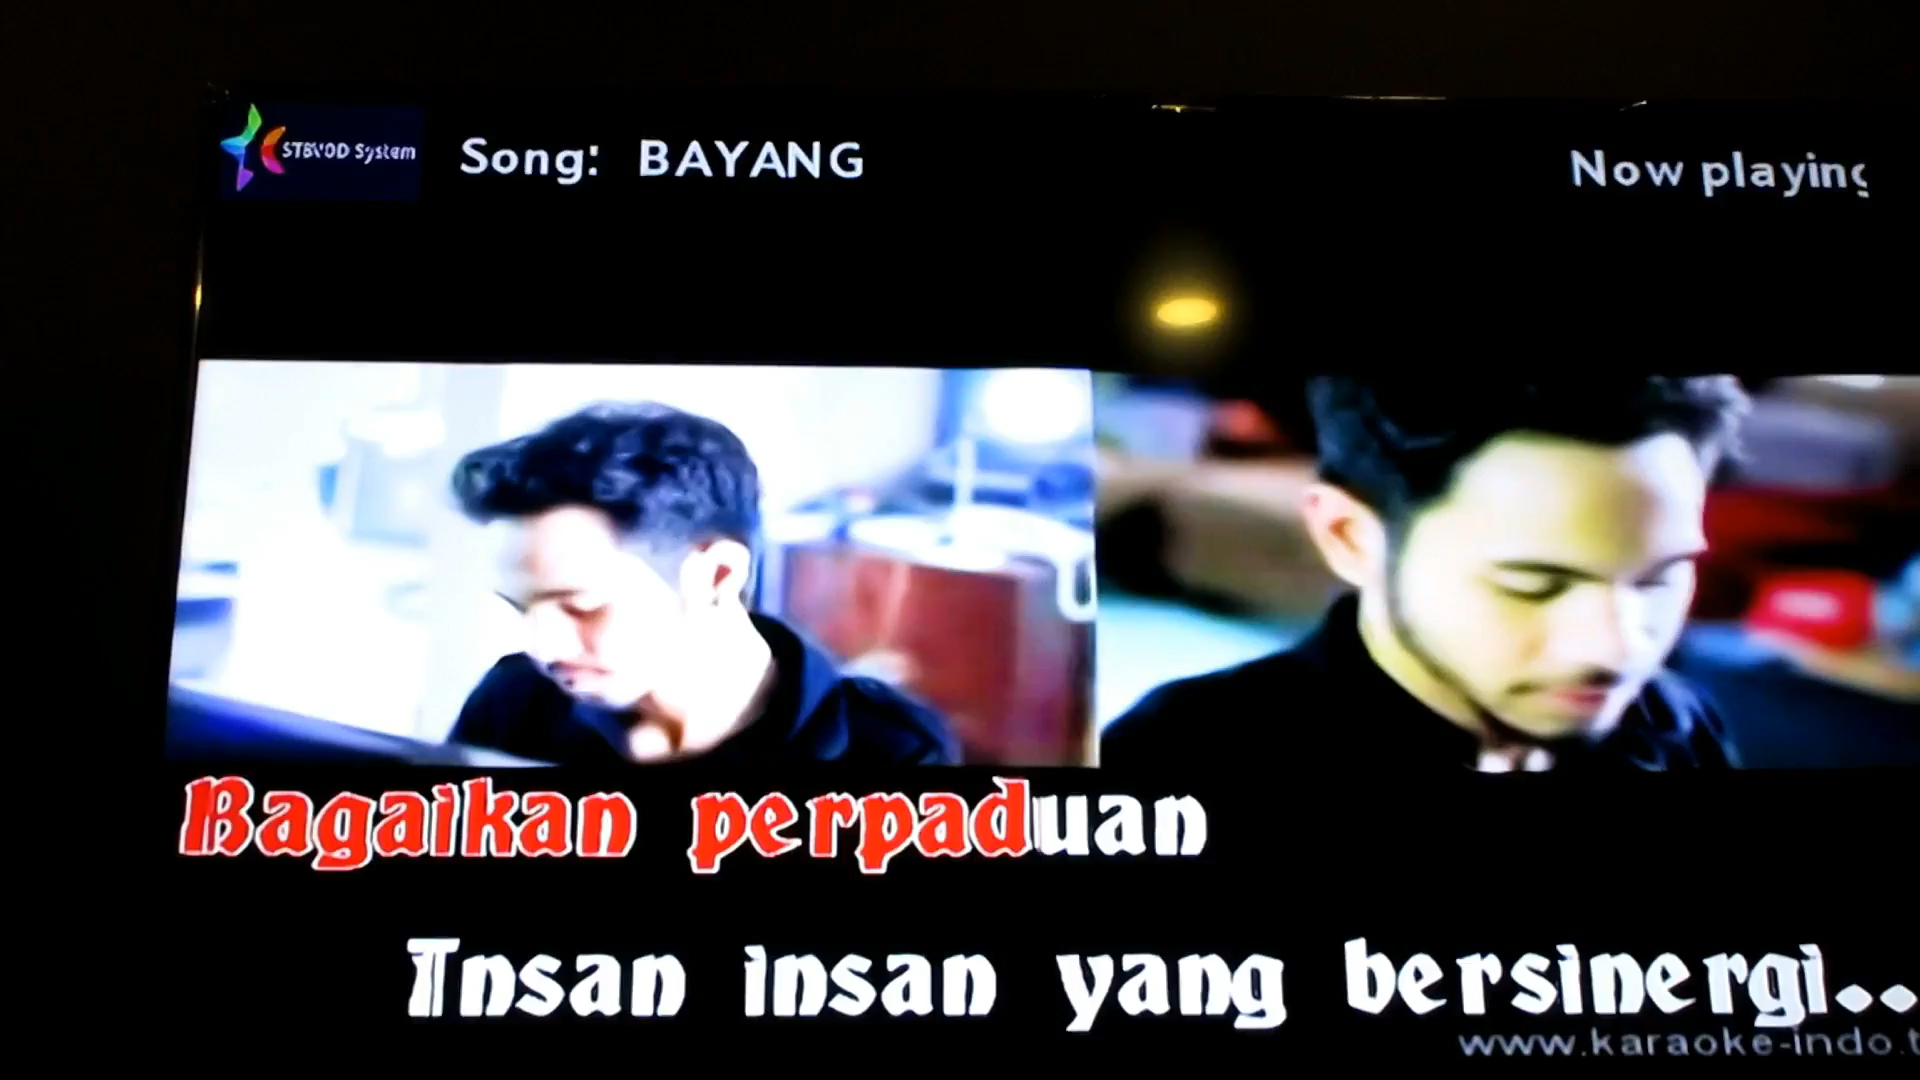 STBVOD System
Song: BAYANG
Now playing
Bagaikan perpaduan
Insan insan yang bersinergi..
www.karaoke-indo.t